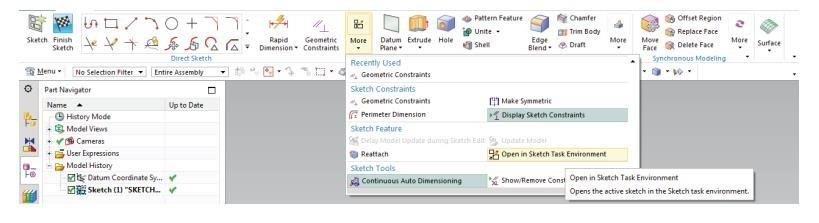 Sketch
Finish Sketch
Rapid Dimension
Geometric Constraints
More
Datum Plane
Extrude
Hole
Pattern Feature
Unite
Shell
Edge Blend
Chamfer
Trim Body
Draft
More
Move Face
Offset Region
Replace Face
Delete Face
More
Surface
Direct Sketch
Synchronous Modeling
Menu
No Selection Filter
Entire Assembly
Part Navigator
Name
Up to Date
History Mode
Model Views
Cameras
User Expressions
Model History
Datum Coordinate Sy...
Sketch (1) "SKETCH...
Recently Used
Geometric Constraints
Sketch Constraints
Geometric Constraints
Make Symmetric
Perimeter Dimension
Display Sketch Constraints
Sketch Feature
Delay Model Update during Sketch Edit
Update Model
Reattach
Open in Sketch Task Environment
Sketch Tools
Continuous Auto Dimensioning
Show/Remove Const
Open in Sketch Task Environment
Opens the active sketch in the Sketch task environment.